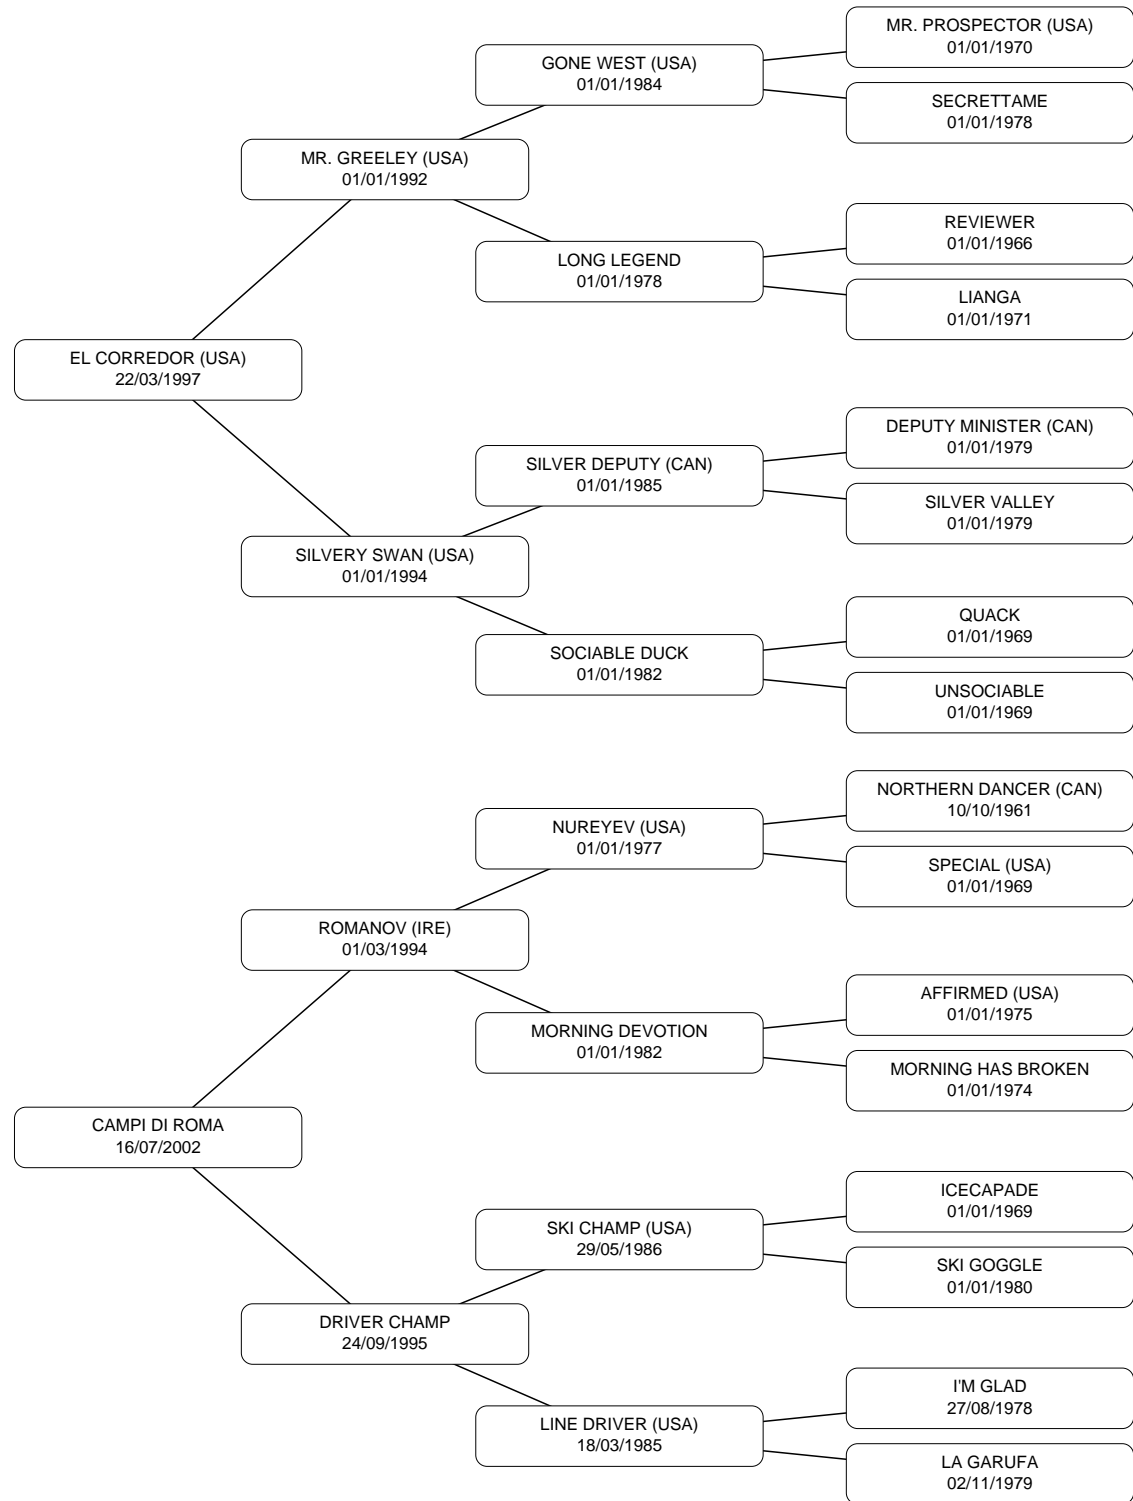 MR. PROSPECTOR (USA)
01/01/1970
GONE WEST (USA)
01/01/1984
SECRETTAME
01/01/1978
MR. GREELEY (USA)
01/01/1992
REVIEWER
01/01/1966
LONG LEGEND
01/01/1978
LIANGA
01/01/1971
EL CORREDOR (USA)
22/03/1997
DEPUTY MINISTER (CAN)
01/01/1979
SILVER DEPUTY (CAN)
01/01/1985
SILVER VALLEY
01/01/1979
SILVERY SWAN (USA)
01/01/1994
QUACK
01/01/1969
SOCIABLE DUCK
01/01/1982
UNSOCIABLE
01/01/1969
NORTHERN DANCER (CAN)
10/10/1961
NUREYEV (USA)
01/01/1977
SPECIAL (USA)
01/01/1969
ROMANOV (IRE)
01/03/1994
AFFIRMED (USA)
01/01/1975
MORNING DEVOTION
01/01/1982
MORNING HAS BROKEN
01/01/1974
CAMPI DI ROMA
16/07/2002
ICECAPADE
01/01/1969
SKI CHAMP (USA)
29/05/1986
SKI GOGGLE
01/01/1980
DRIVER CHAMP
24/09/1995
I'M GLAD
27/08/1978
LINE DRIVER (USA)
18/03/1985
LA GARUFA
02/11/1979